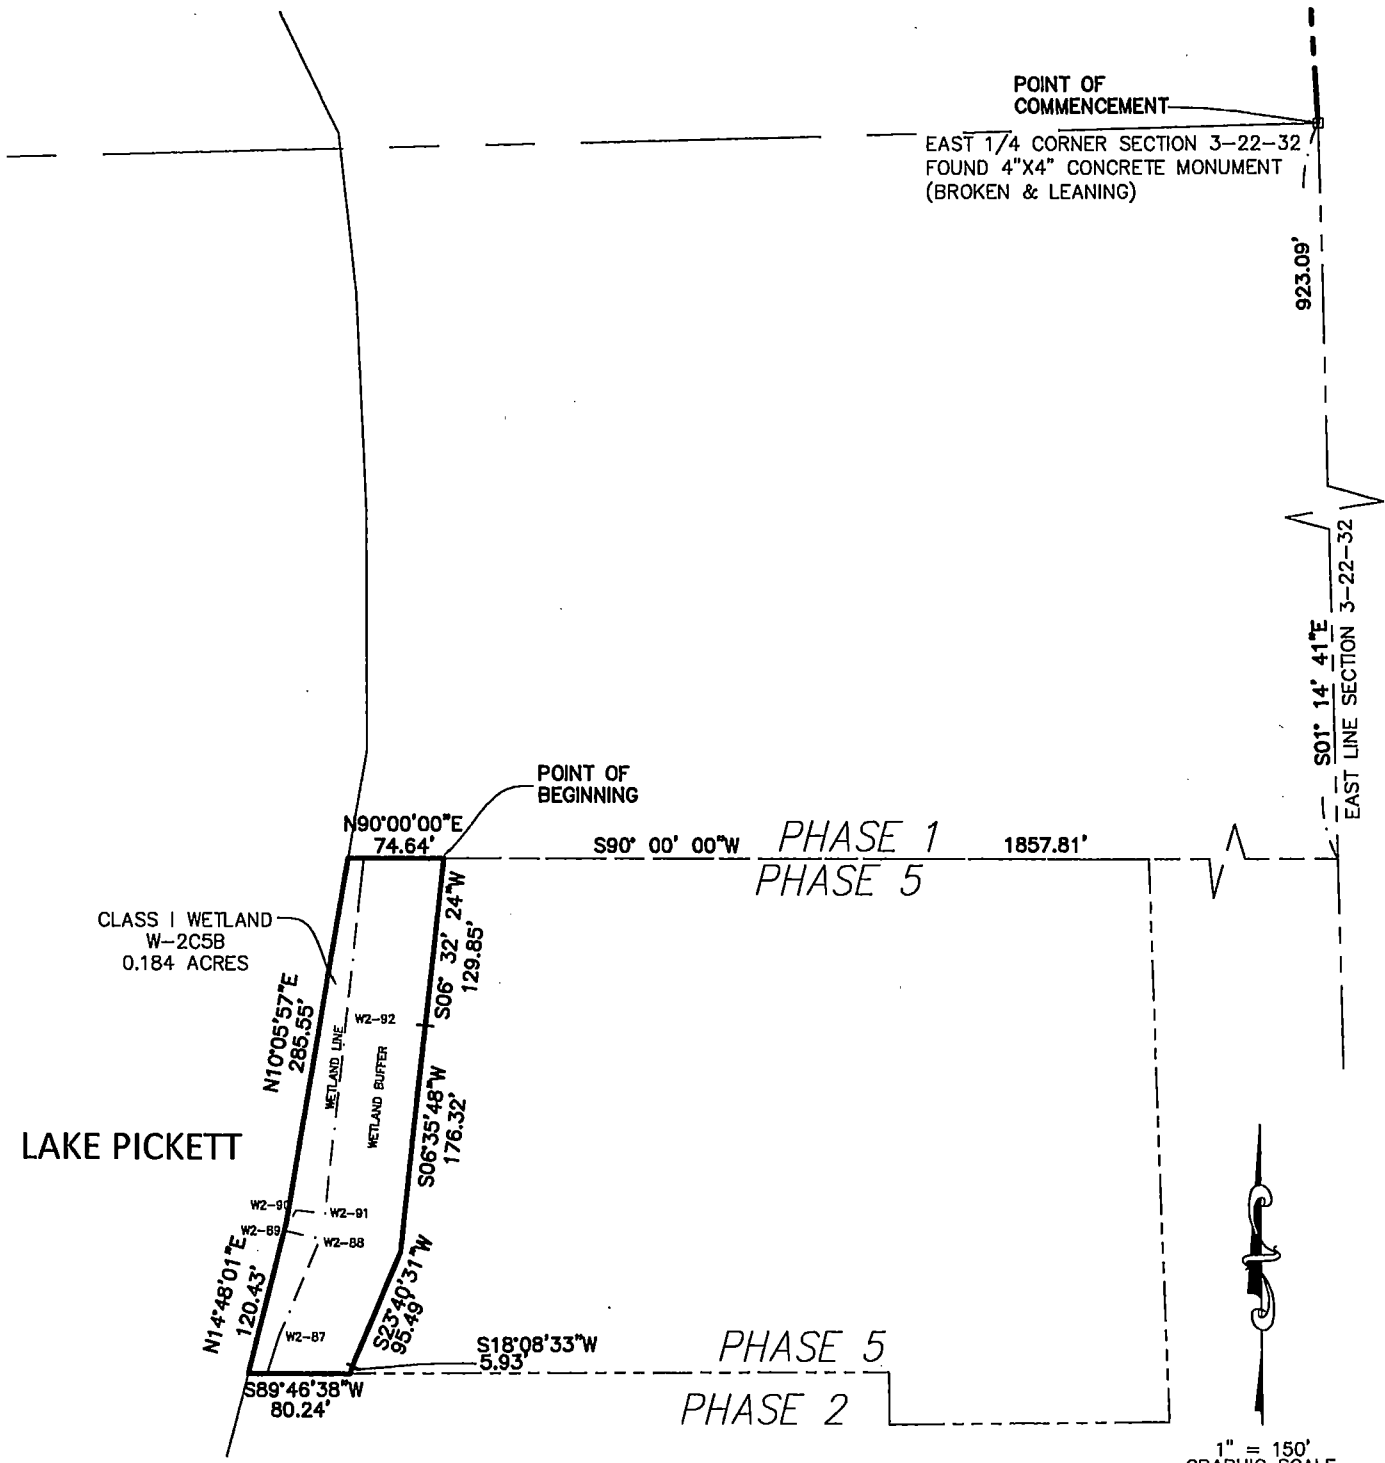 POINT OF
COMMENCEMENT
EAST 1/4 CORNER SECTION 3-22-32
FOUND 4"X4" CONCRETE MONUMENT
(BROKEN & LEANING)
923.09'
S01° 14' 41"E
EAST LINE SECTION 3-22-32
POINT OF
BEGINNING
N90°00'00"E
74.64'
S90° 00' 00"W
PHASE 1
1857.81'
PHASE 5
CLASS I WETLAND
W-2C5B
0.184 ACRES
S06° 32' 24"W
129.85'
N10°05'57"E
285.55'
W2-92
WETLAND LINE
WETLAND BUFFER
S06°35'48"W
176.32'
LAKE PICKETT
W2-90
W2-91
W2-89
W2-88
N14°48'01"E
120.43'
S23°40'31"W
95.49'
W2-87
S18°08'33"W
5.93'
PHASE 5
S89°46'38"W
80.24'
PHASE 2
1" = 150'
GRAPHIC SCALE